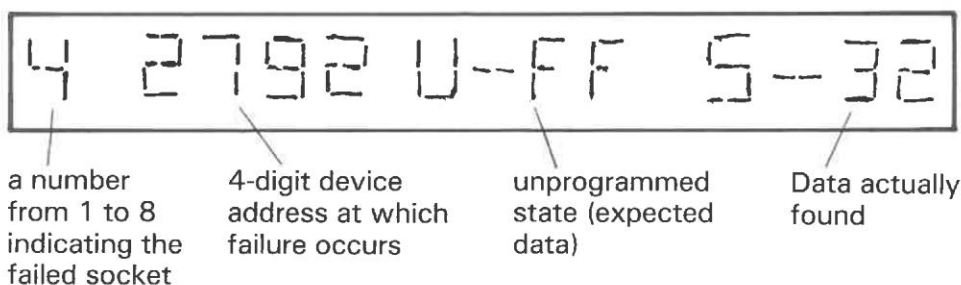 4 2792 U--FF S--32
a number
from 1 to 8
indicating the
failed socket
4-digit device
address at which
failure occurs
unprogrammed
state (expected
data)
Data actually
found